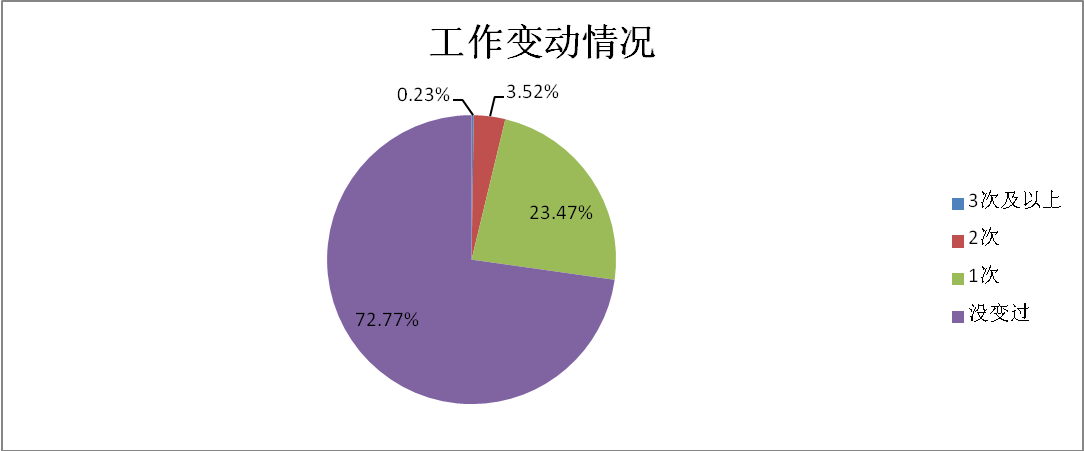 工作变动情况
0.23%
3.52%
23.47%
72.77%
3次及以上
2次
1次
没变过